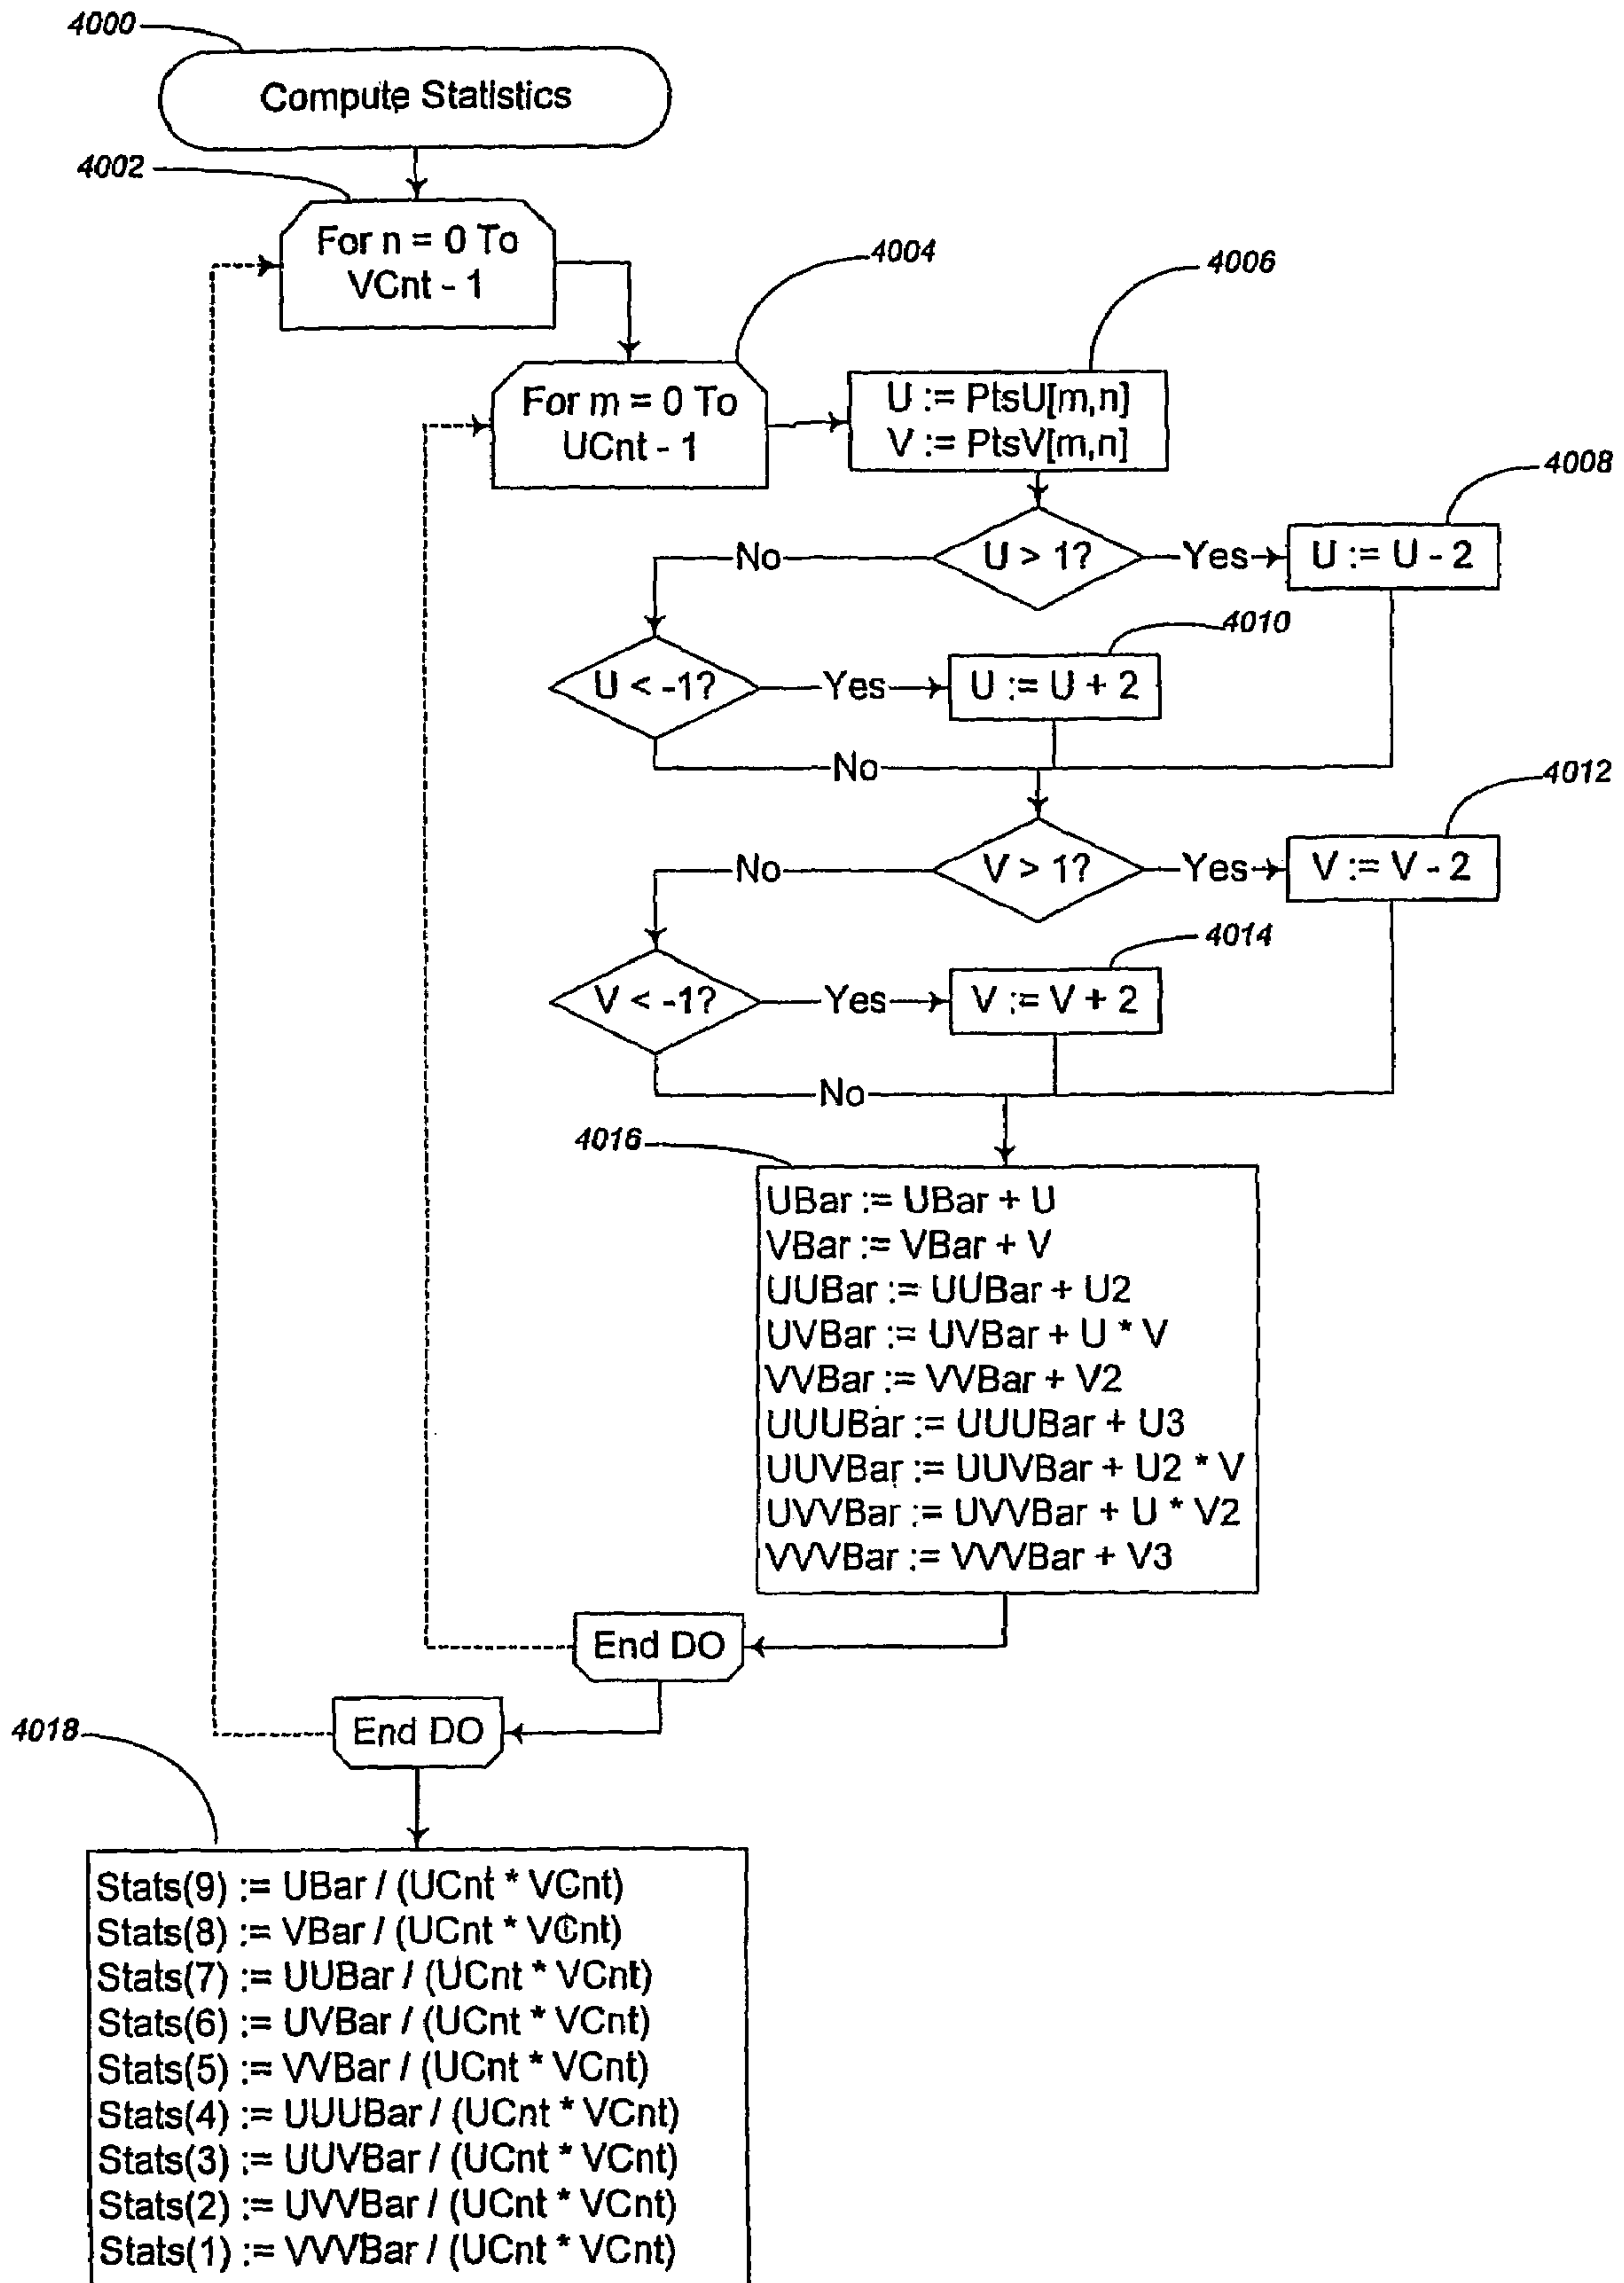 4000
Compute Statistics
4002
For n = 0 To
VCnt - 1
4004
For m = 0 To
UCnt - 1
4006
U := PtsU[m,n]
V := PtsV[m,n]
U > 1?
No
Yes
4008
U := U - 2
U < -1?
Yes
4010
U := U + 2
No
V > 1?
No
Yes
4012
V := V - 2
V < -1?
Yes
4014
V := V + 2
No
4016
UBar := UBar + U
VBar := VBar + V
UUBar := UUBar + U2
UVBar := UVBar + U * V
VVBar := VVBar + V2
UUUBar := UUUBar + U3
UUVBar := UUVBar + U2 * V
UVVBar := UVVBar + U * V2
VVVBar := VVVBar + V3
End DO
End DO
4018
Stats(9) := UBar / (UCnt * VCnt)
Stats(8) := VBar / (UCnt * VCnt)
Stats(7) := UUBar / (UCnt * VCnt)
Stats(6) := UVBar / (UCnt * VCnt)
Stats(5) := VVBar / (UCnt * VCnt)
Stats(4) := UUUBar / (UCnt * VCnt)
Stats(3) := UUVBar / (UCnt * VCnt)
Stats(2) := UVVBar / (UCnt * VCnt)
Stats(1) := VVVBar / (UCnt * VCnt)